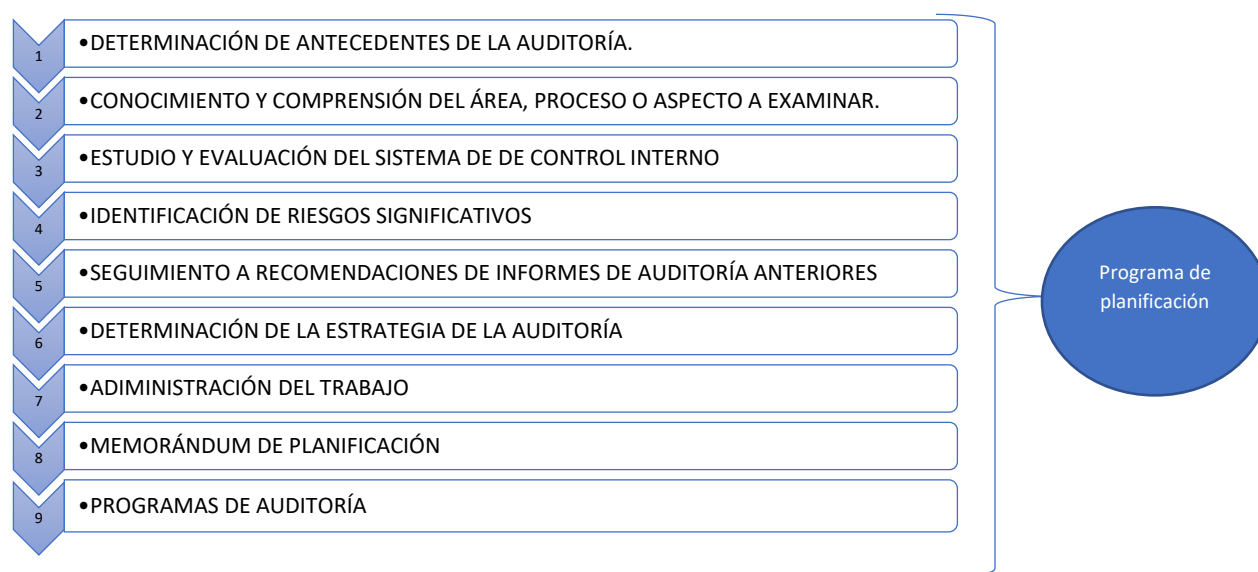 1
•DETERMINACIÓN DE ANTECEDENTES DE LA AUDITORÍA.
2
•CONOCIMIENTO Y COMPRENSIÓN DEL ÁREA, PROCESO O ASPECTO A EXAMINAR.
3
•ESTUDIO Y EVALUACIÓN DEL SISTEMA DE DE CONTROL INTERNO
4
•IDENTIFICACIÓN DE RIESGOS SIGNIFICATIVOS
5
•SEGUIMIENTO A RECOMENDACIONES DE INFORMES DE AUDITORÍA ANTERIORES
6
•DETERMINACIÓN DE LA ESTRATEGIA DE LA AUDITORÍA
7
•ADIMINISTRACIÓN DEL TRABAJO
8
•MEMORÁNDUM DE PLANIFICACIÓN
9
•PROGRAMAS DE AUDITORÍA
Programa de
planificación